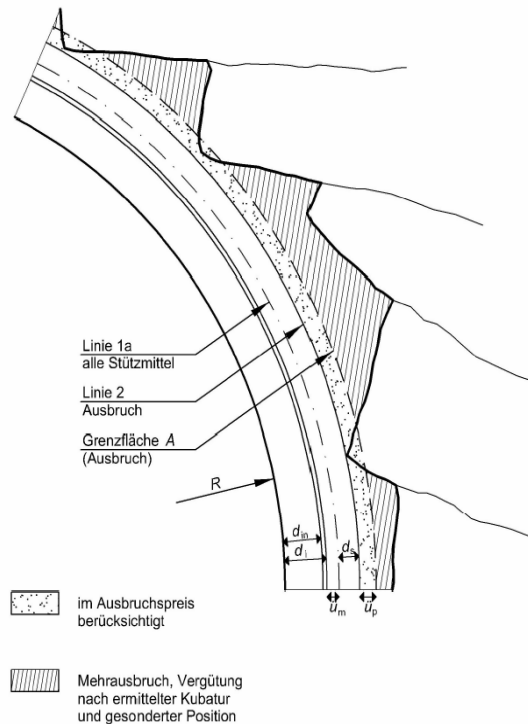 Linie 1a
alle Stützmittel
Linie 2
Ausbruch
Grenzfläche A
(Ausbruch)
R
d_in
d_i
d_s
ü_m
ü_p
im Ausbruchspreis
berücksichtigt
Mehrausbruch, Vergütung
nach ermittelter Kubatur
und gesonderter Position